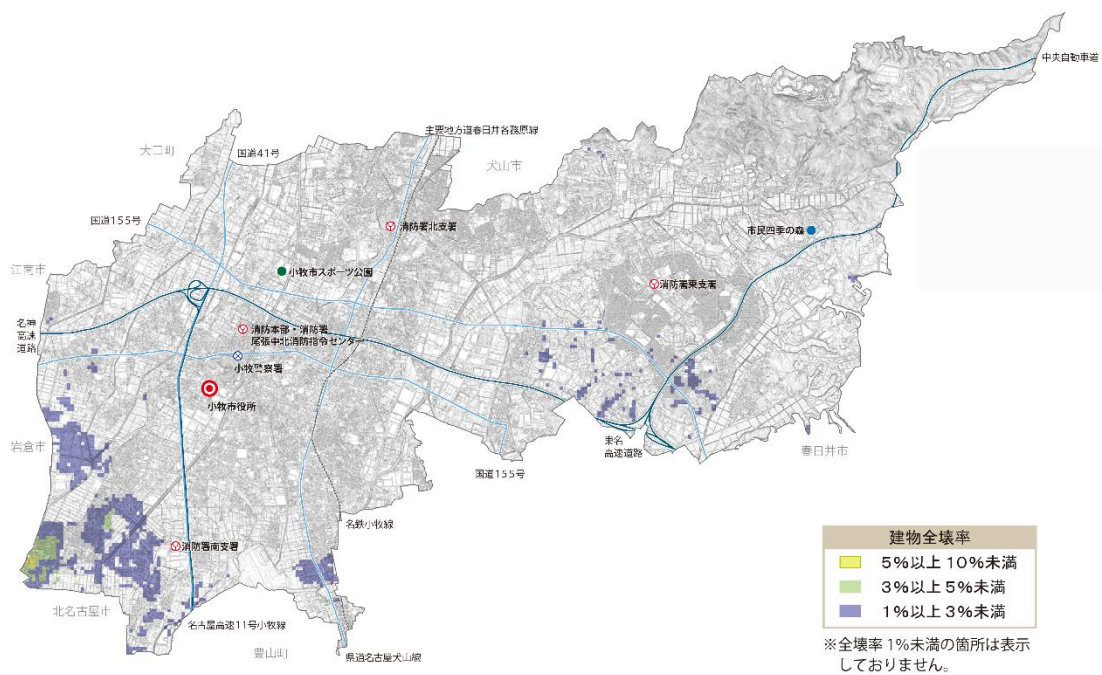 中央自動車道
主要地方道春日井各務原線
大口町
国道41号
犬山市
国道155号
消防署北支署
市民四季の森
江南市
小牧市スポーツ公園
消防署東支署
名神
高速
道路
消防本部・消防署
尾張中北消防指令センター
小牧警察署
小牧市役所
岩倉市
東名
高速道路
春日井市
国道155号
名鉄小牧線
消防署南支署
北名古屋市
名古屋高速11号小牧線
豊山町
県道名古屋犬山線
建物全壊率
5%以上 10%未満
3%以上 5%未満
1%以上 3%未満
※全壊率 1%未満の箇所は表示
しておりません。